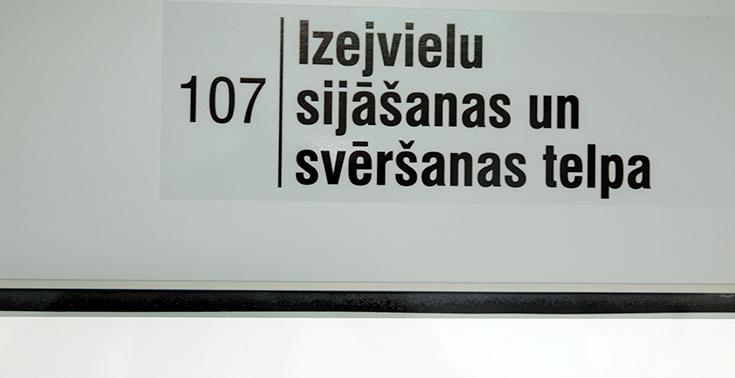 107
Izejvielu
sijāšanas un
svēršanas telpa